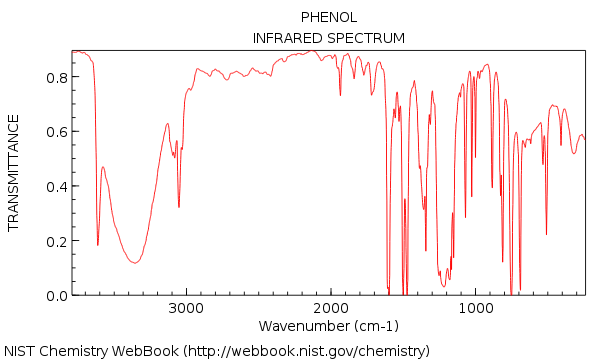 PHENOL
INFRARED SPECTRUM
TRANSMITTANCE
0.8
0.6
0.4
0.2
0.0
3000 2000 1000
Wavenumber (cm-1)
NIST Chemistry WebBook (http://webbook.nist.gov/chemistry)